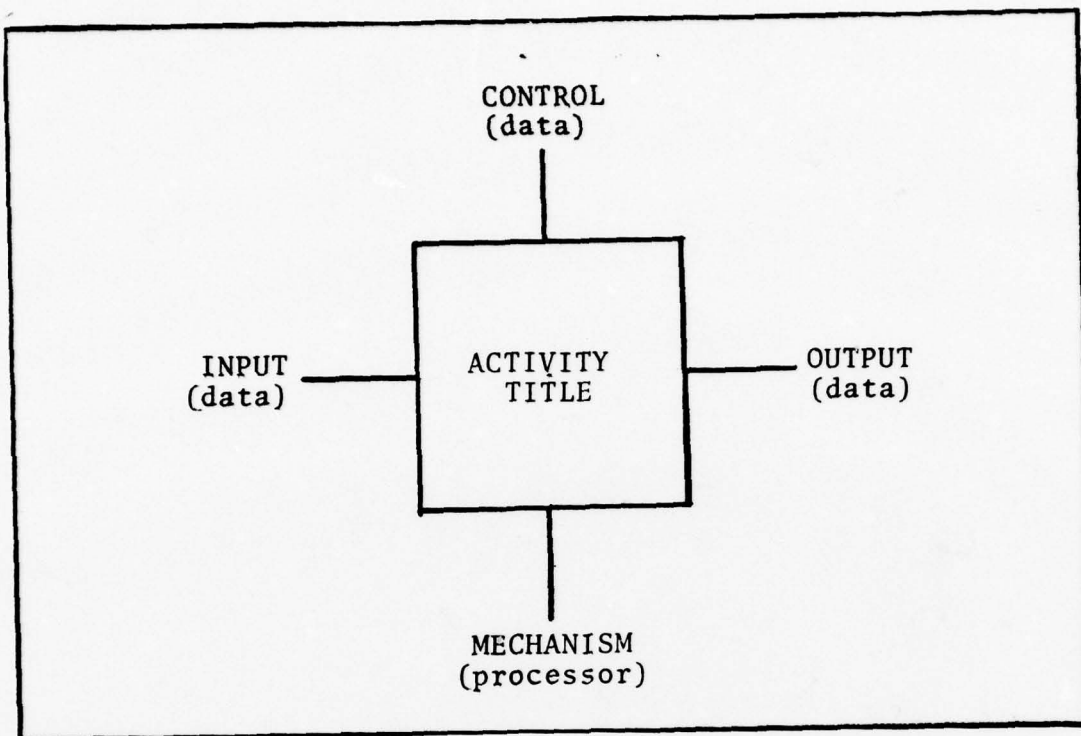 CONTROL
(data)
INPUT
(data)
ACTIVITY
TITLE
OUTPUT
(data)
MECHANISM
(processor)